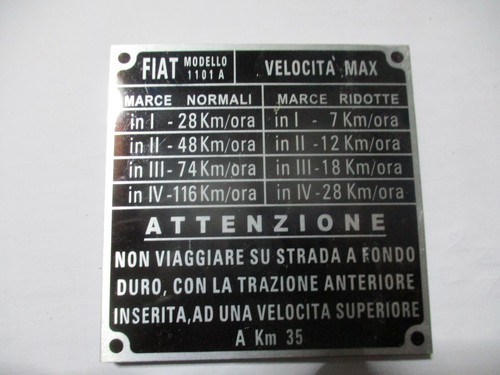 FIAT MODELLO 1101 A VELOCITÀ MAX
MARCE NORMALI MARCE RIDOTTE
in I - 28 Km/ora in I - 7 Km/ora
in II - 48 Km/ora in II - 12 Km/ora
in III - 74 Km/ora in III - 18 Km/ora
in IV - 116 Km/ora in IV - 28 Km/ora
ATTENZIONE
NON VIAGGIARE SU STRADA A FONDO
DURO, CON LA TRAZIONE ANTERIORE
INSERITA, AD UNA VELOCITA SUPERIORE
A Km 35